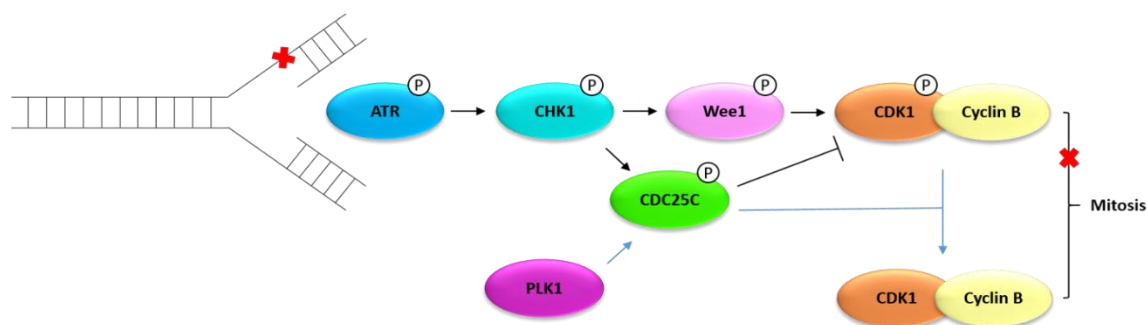 P
P
P
P
ATR
CHK1
Wee1
CDK1
Cyclin B
P
CDC25C
Mitosis
PLK1
CDK1
Cyclin B